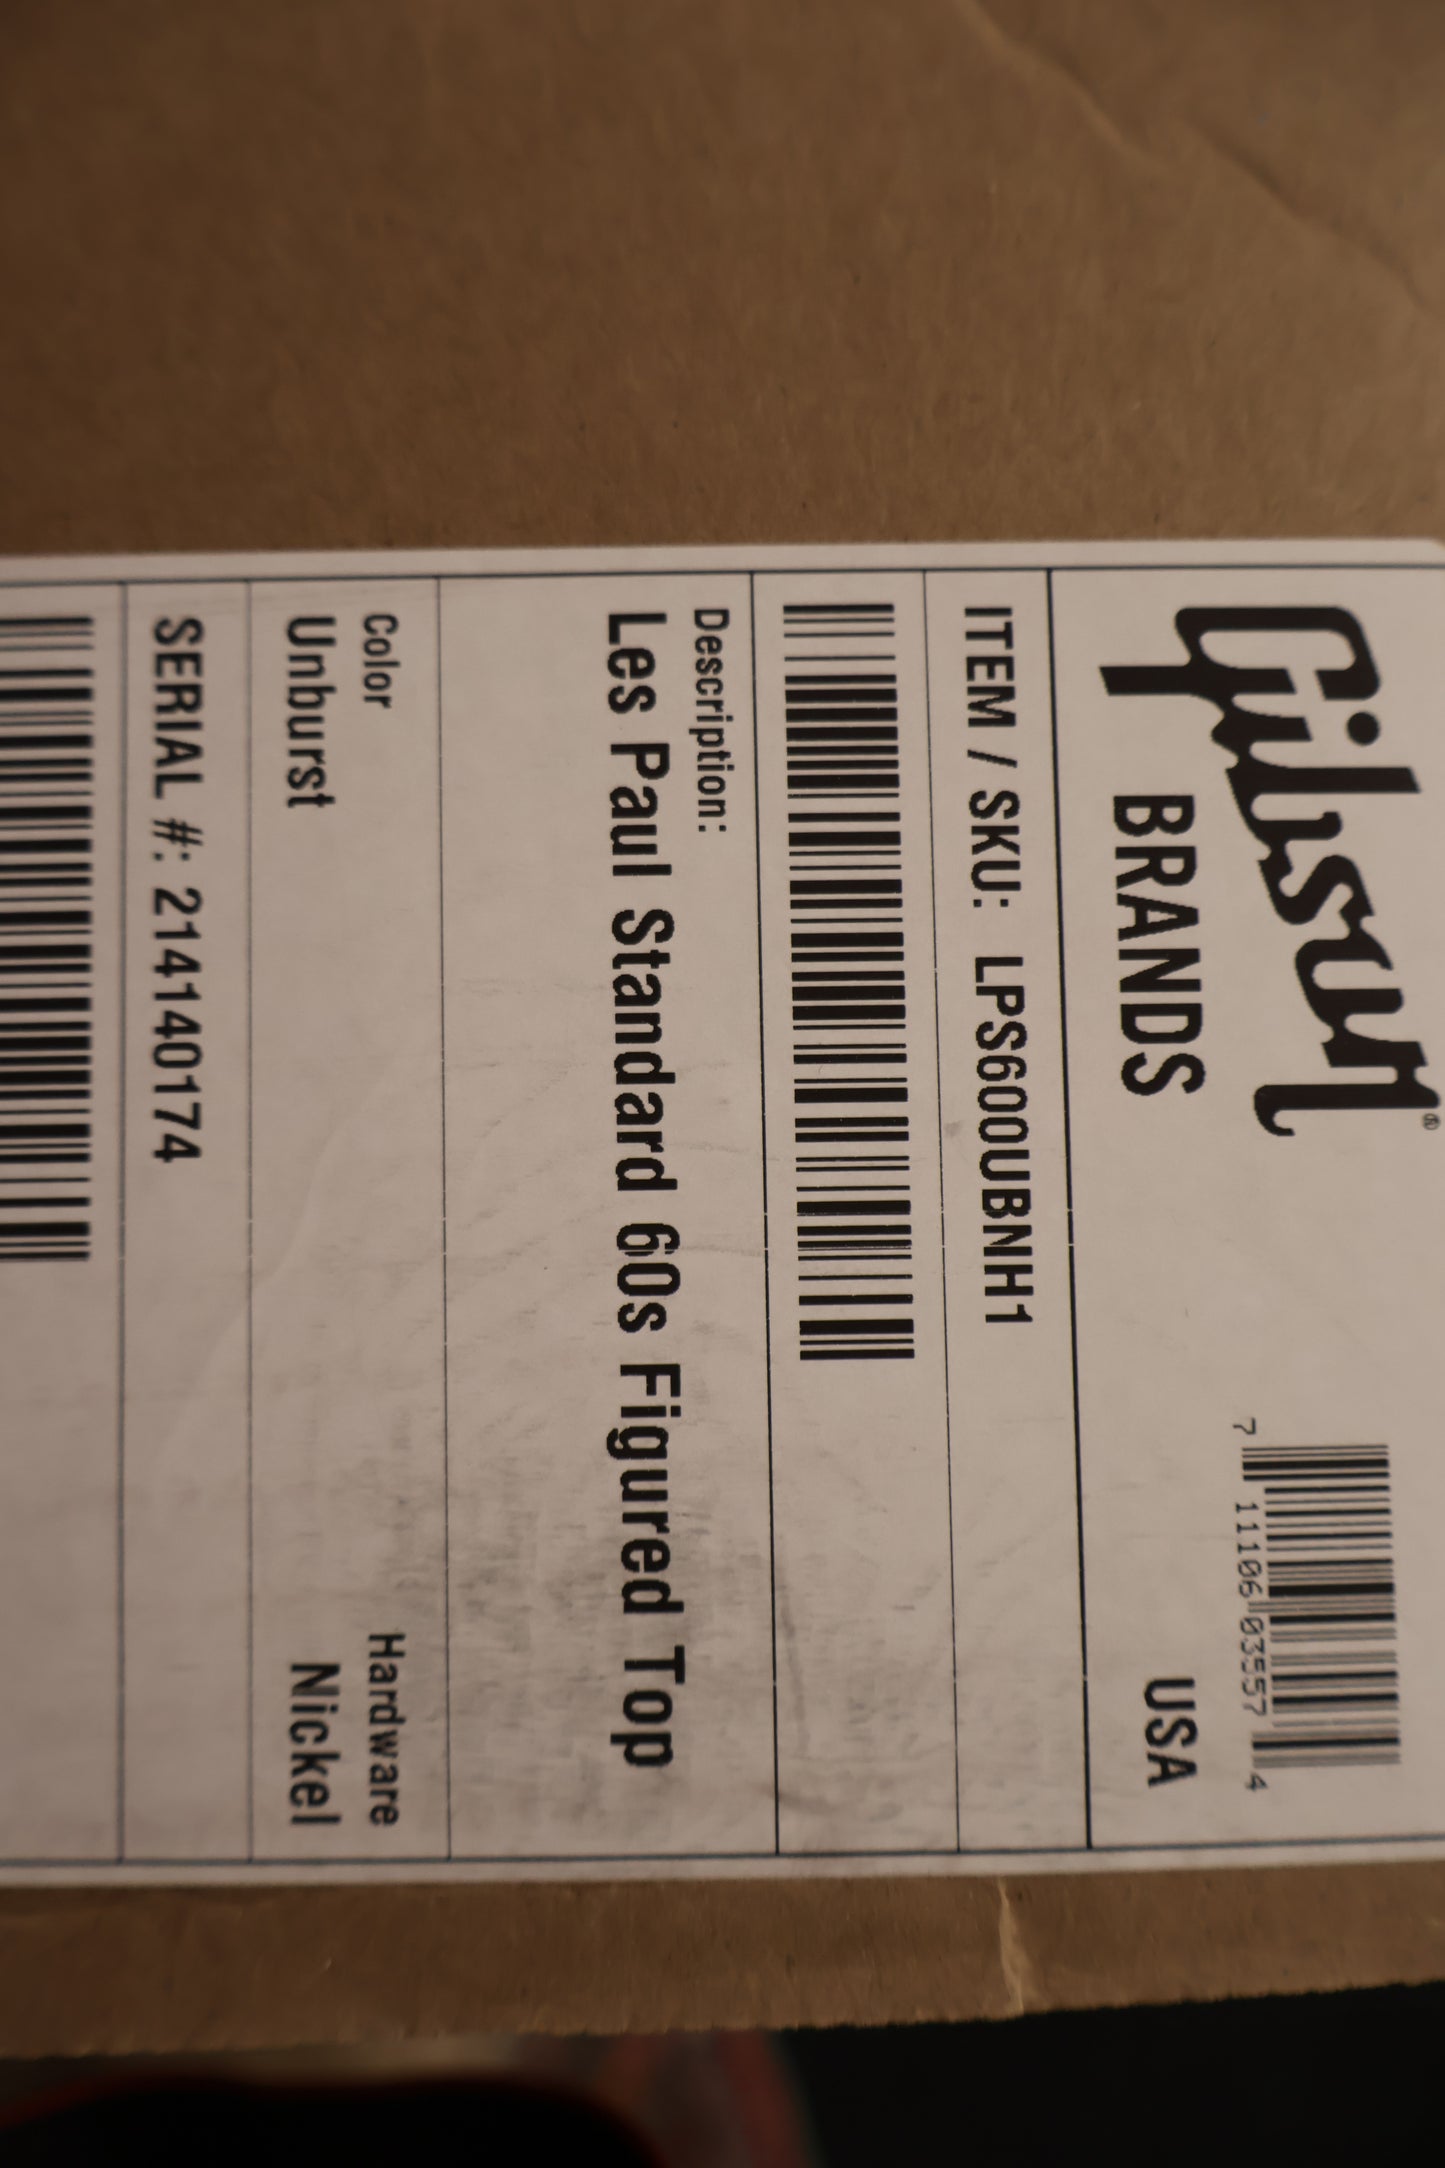 Gibson®
BRANDS
7 11106 03557 4
USA
ITEM / SKU: LPS600UBNH1
Description:
Les Paul Standard 60s Figured Top
Color
Unburst
Hardware
Nickel
SERIAL #: 214140174